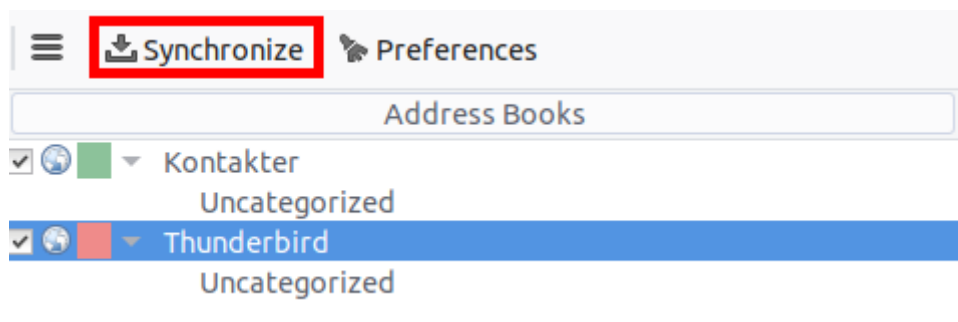 Synchronize Preferences
Address Books
Kontakter
Uncategorized
Thunderbird
Uncategorized